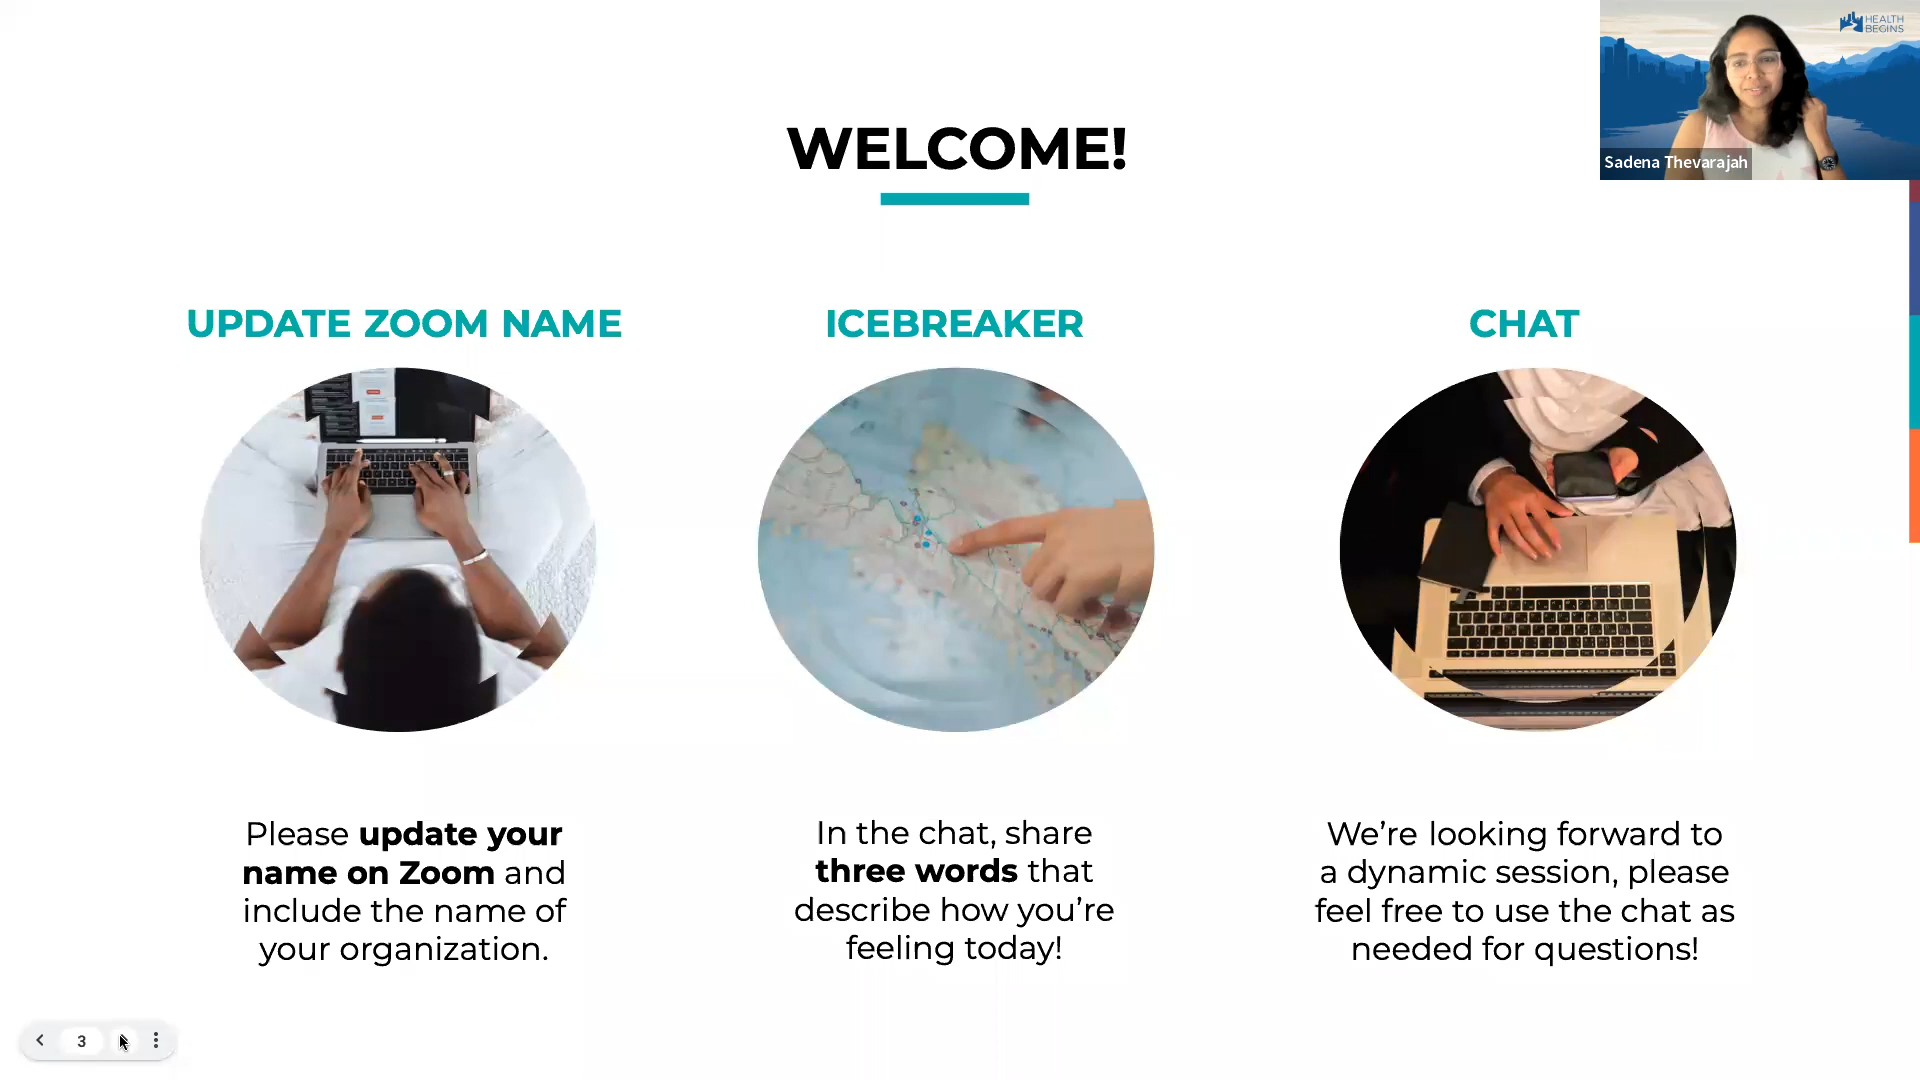 HEALTH
BEGINS
Sadena Thevarajah
WELCOME!
UPDATE ZOOM NAME
ICEBREAKER
CHAT
Please update your
name on Zoom and
include the name of
your organization.
In the chat, share
three words that
describe how you’re
feeling today!
We’re looking forward to
a dynamic session, please
feel free to use the chat as
needed for questions!
3